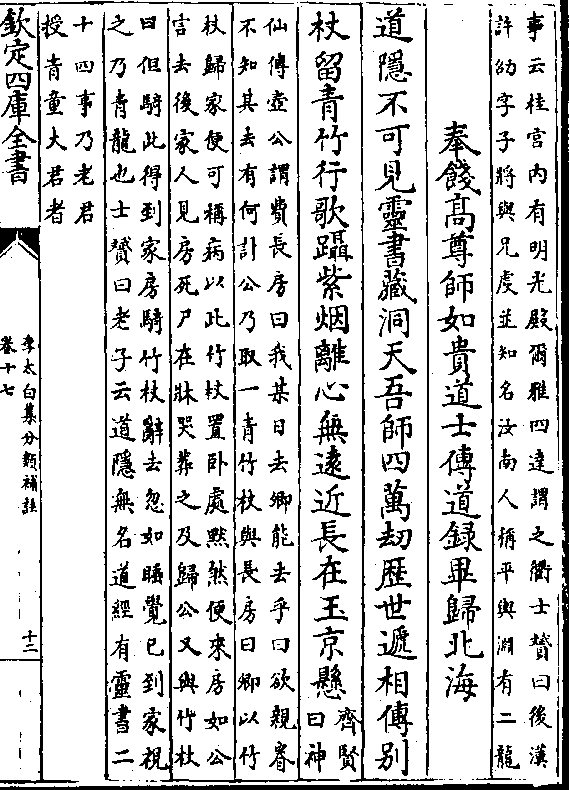 事云桂宮内有明光殿爾雅四達謂之衢士贇曰後漢
許劭字子將與兄虔並知名汝南人稱平輿淵有二龍
奉餞髙尊師如貴道士傳道録畢歸北海
道隱不可見靈書藏洞天吾師四萬刼歴世遞相傳别
杖留青竹行歌躡紫烟離心無逺近長在玉京懸
齊賢
曰神
仙傳壺公謂費長房曰我某日去卿能去乎曰欲親眷
不知其去有何計公乃取一青竹杖與長房曰卿以竹
杖歸家便可稱病以此竹杖置卧處黙然便來房如公
言去後家人見房死尸在牀哭葬之及歸公又與竹杖
曰但騎此得到家房騎竹杖辭去忽如睡覺已到家視
之乃青龍也士贇曰老子云道隱無名道經有靈書二
十四事乃老君
授青童大君者
欽定四庫全書
李太白集分類補註
卷十七
十二